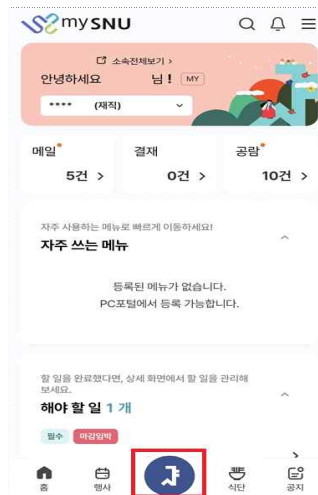 my SNU
소속전체보기 >
안녕하세요 님 ! MY
**** (재직)
메일 결재 공람
5건 > 0건 > 10건 >
자주 사용하는 메뉴로 빠르게 이동하세요!
자주 쓰는 메뉴
등록된 메뉴가 없습니다.
PC포털에서 등록 가능합니다.
할 일을 완료했다면, 상세 화면에서 할 일을 관리해
보세요.
해야 할 일 1 개
필수 마감임박
홈 행사 식단 공지